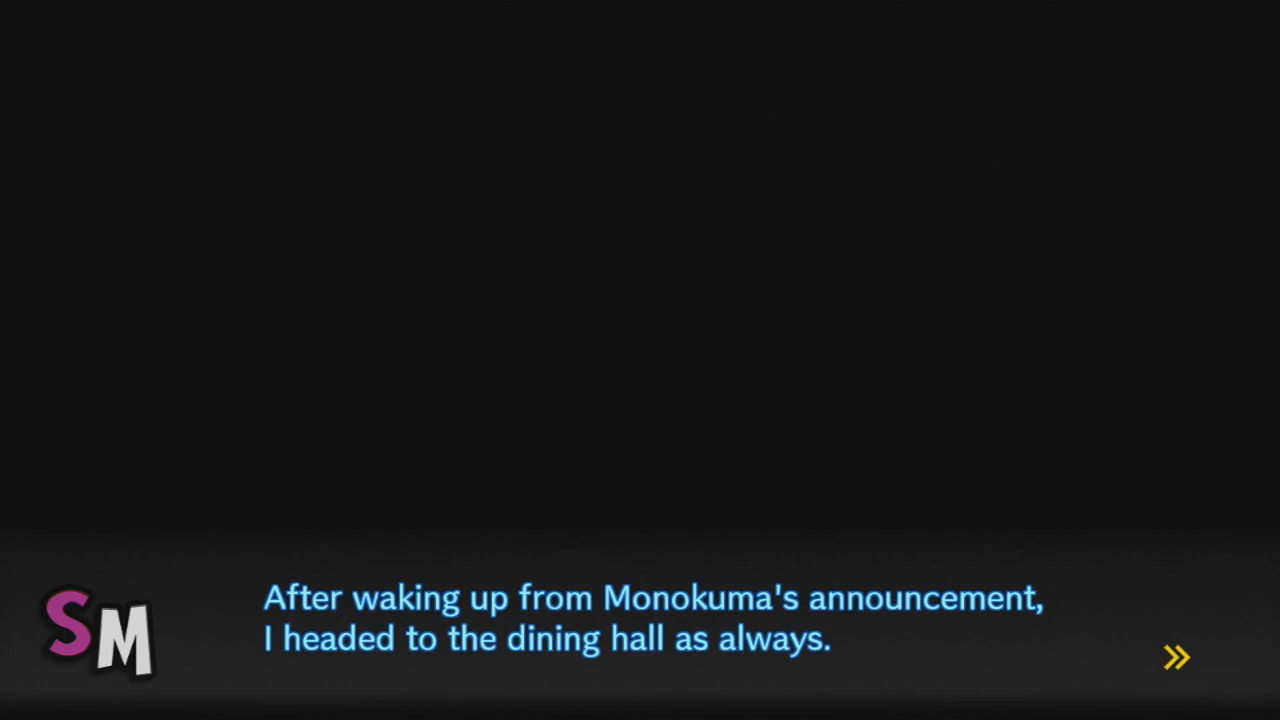 After waking up from Monokuma's announcement,
I headed to the dining hall as always.
SM